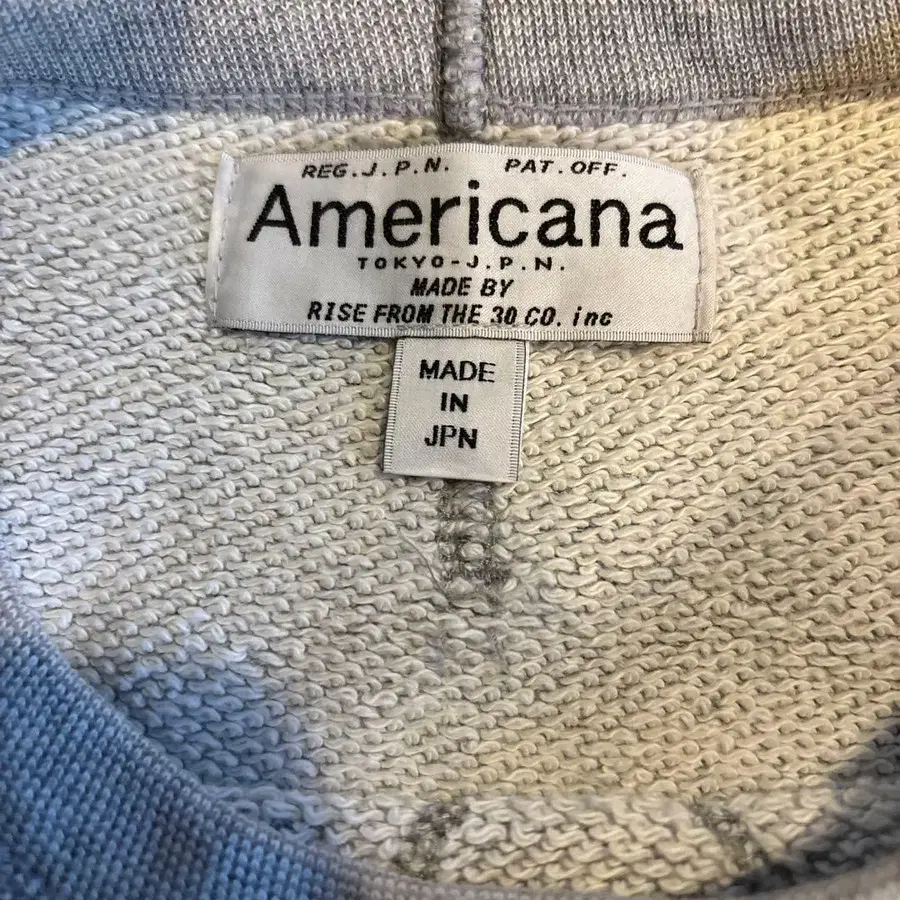 REG.J.P.N. PAT.OFF.
Americana
TOKYO-J.P.N.
MADE BY
RISE FROM THE 30 CO. inc
MADE
IN
JPN